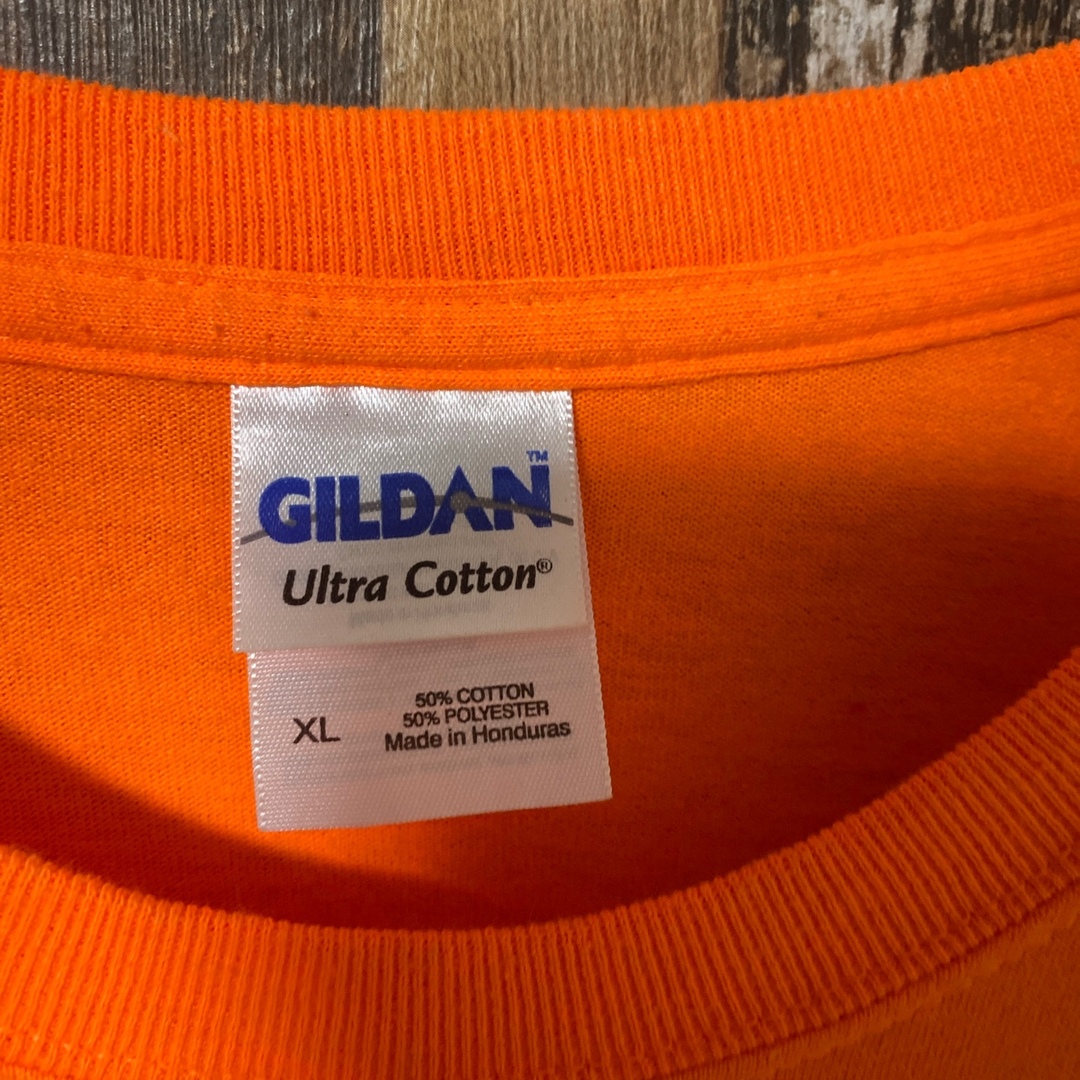 GILDAN™
Ultra Cotton®
XL
50% COTTON
50% POLYESTER
Made in Honduras